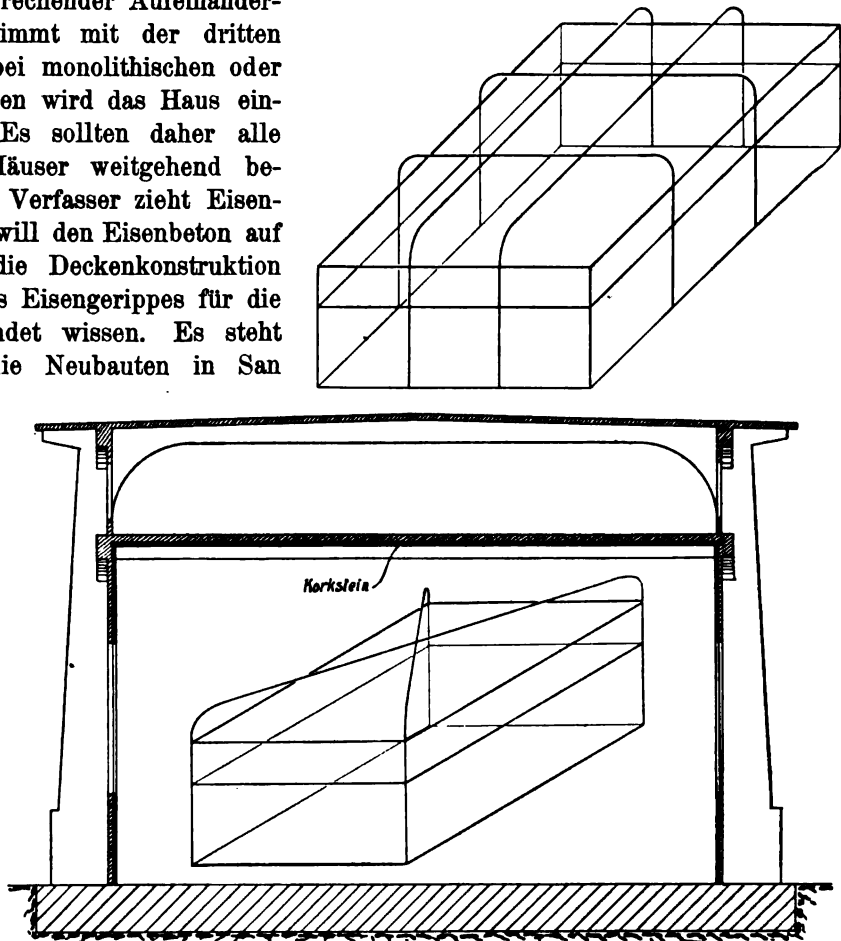 rechender Aufeinander-
immt mit der dritten
bei monolithischen oder
en wird das Haus ein-
Es sollten daher alle
Häuser weitgehend be-
Verfasser zieht Eisen-
will den Eisenbeton auf
die Deckenkonstruktion
s Eisengerippes für die
ndet wissen. Es steht
die Neubauten in San
Korkstein